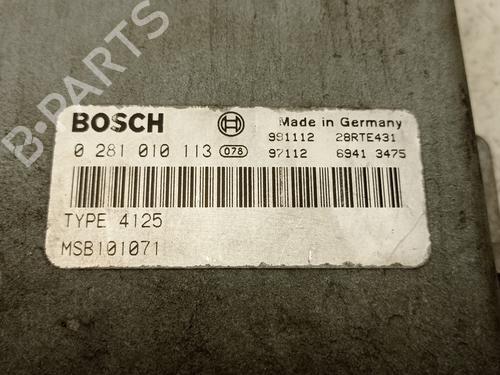 B-PARTS
BOSCH Made in Germany
991112 28RTE431
0 281 010 113 078 97112 6941 3475
TYPE 4125
MSB101071